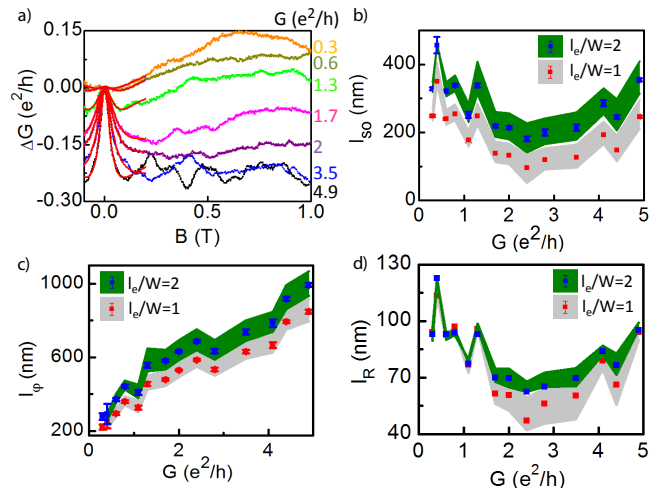 a)
G (e²/h)
0.15
0.00
-0.15
-0.30
ΔG (e²/h)
0.3
0.6
1.3
1.7
2
3.5
4.9
0.0
0.5
1.0
B (T)
b)
l_e/W=2
l_e/W=1
400
200
0
l_so (nm)
0
1
2
3
4
5
G (e²/h)
c)
l_e/W=2
l_e/W=1
1000
600
200
l_φ (nm)
0
2
4
G (e²/h)
d)
l_e/W=2
l_e/W=1
130
100
70
40
l_R (nm)
0
1
2
3
4
5
G (e²/h)